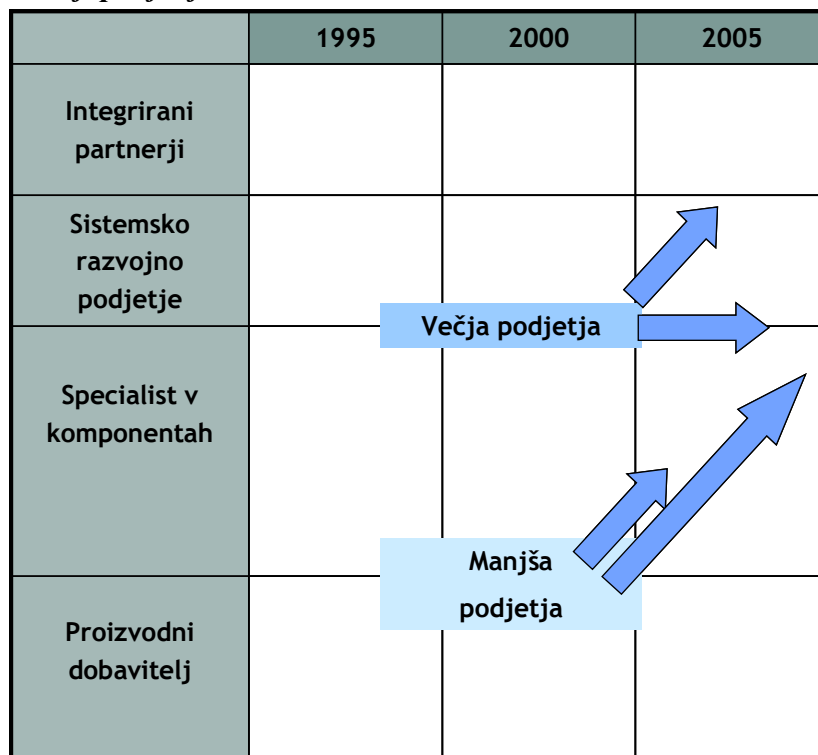 1995 2000 2005
Integrirani
partnerji
Sistemsko
razvojno
podjetje
Večja podjetja
Specialist v
komponentah
Manjša
podjetja
Proizvodni
dobavitelj